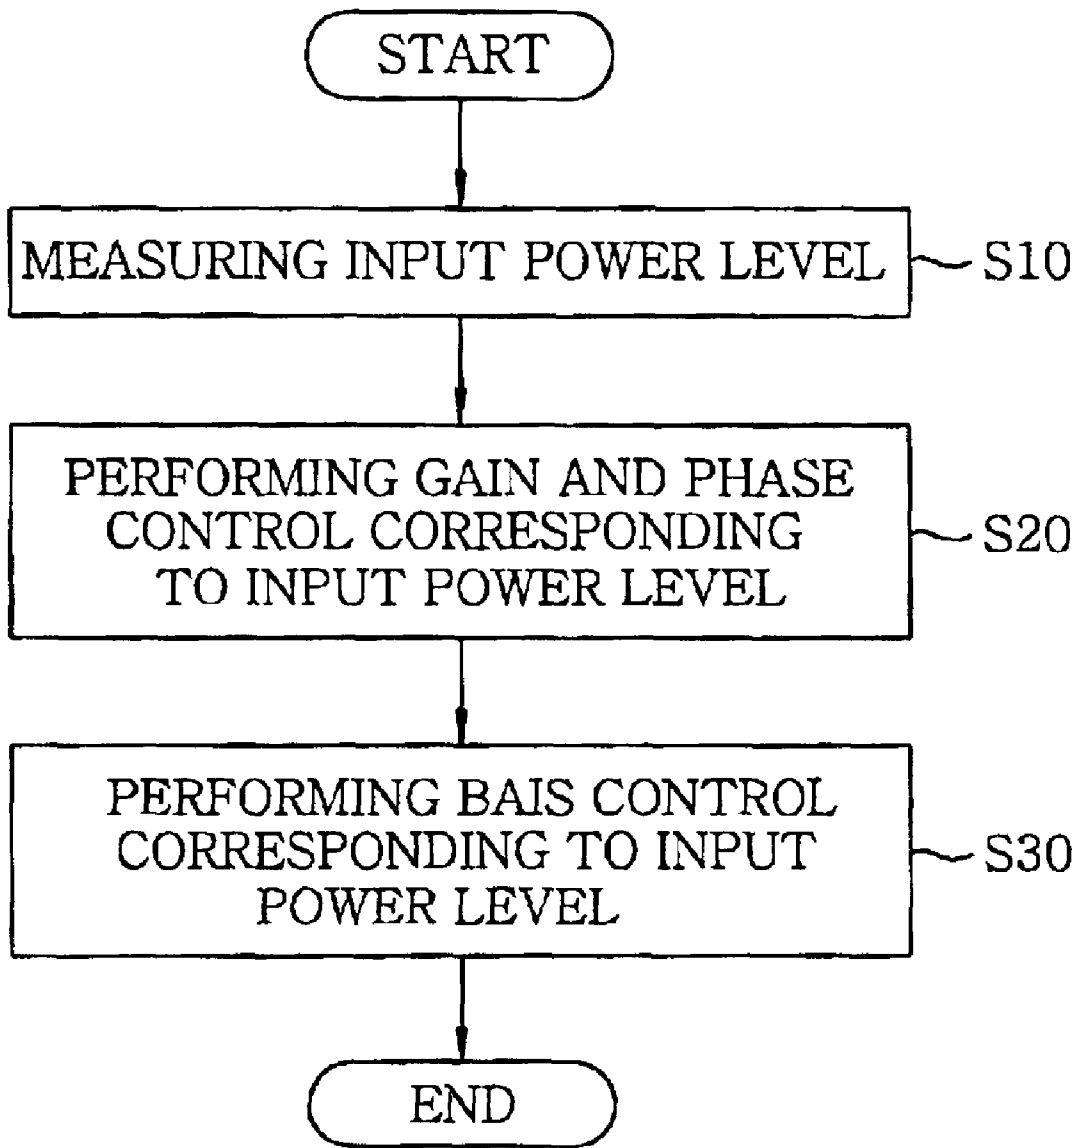 START
MEASURING INPUT POWER LEVEL
S10
PERFORMING GAIN AND PHASE
CONTROL CORRESPONDING
TO INPUT POWER LEVEL
S20
PERFORMING BAIS CONTROL
CORRESPONDING TO INPUT
POWER LEVEL
S30
END